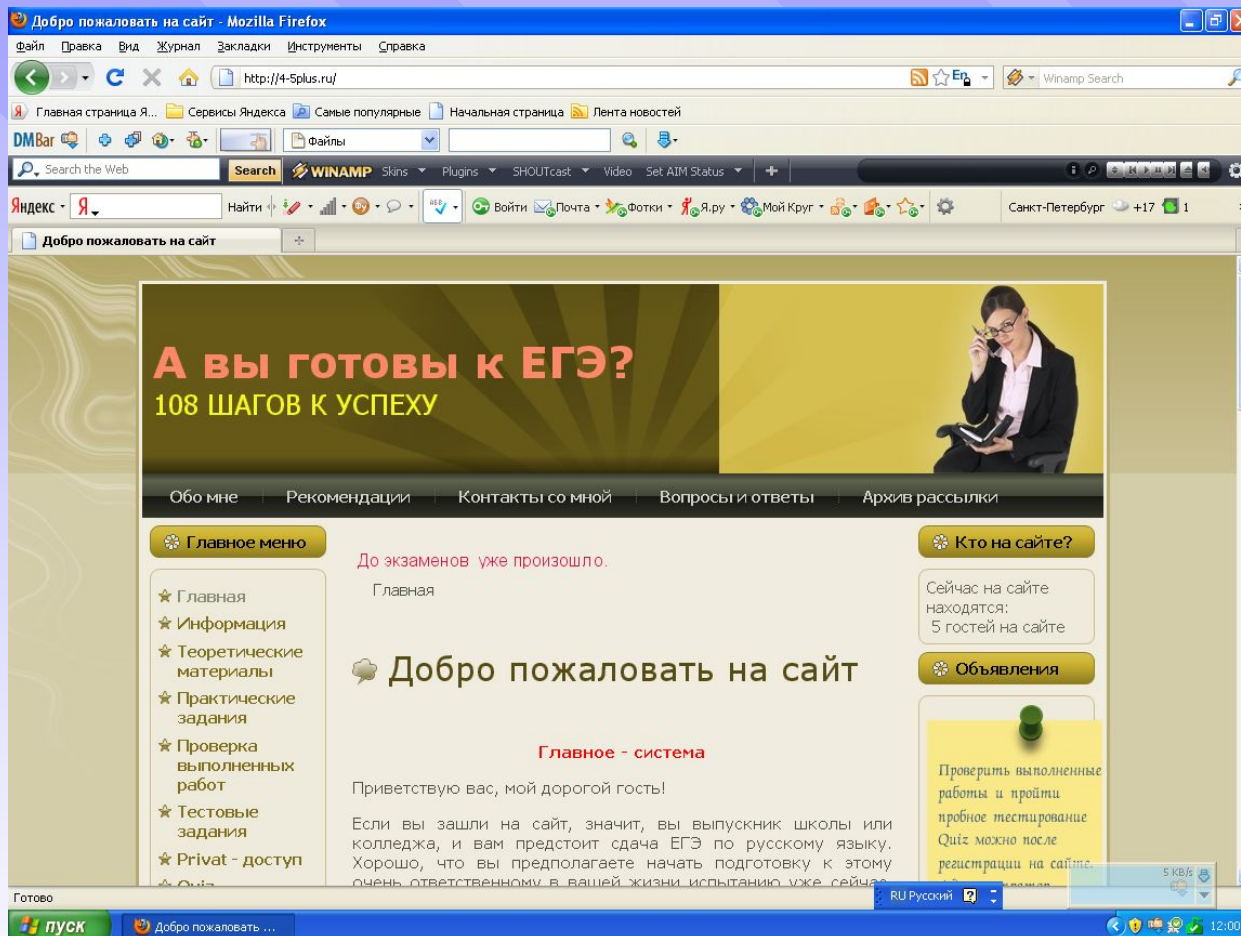 Добро пожаловать на сайт - Mozilla Firefox
Файл Правка Вид Журнал Закладки Инструменты Справка
http://4-5plus.ru/
Winamp Search
Главная страница Я... Сервисы Яндекса Самые популярные Начальная страница Лента новостей
DMBar Файлы
Search the Web Search WINAMP Skins Plugins SHOUTcast Video Set AIM Status
Яндекс Я Найти Войти Почта Фотки Я.ру Мой Круг Санкт-Петербург +17 1
Добро пожаловать на сайт
А вы готовы к ЕГЭ?
108 ШАГОВ К УСПЕХУ
Обо мне Рекомендации Контакты со мной Вопросы и ответы Архив рассылки
Главное меню
Главная
Информация
Теоретические
материалы
Практические
задания
Проверка
выполненных
работ
Тестовые
задания
Privat - доступ
Quiz
До экзаменов уже произошло.
Главная
Добро пожаловать на сайт
Главное - система
Приветствую вас, мой дорогой гость!
Если вы зашли на сайт, значит, вы выпускник школы или
колледжа, и вам предстоит сдача ЕГЭ по русскому языку.
Хорошо, что вы предполагаете начать подготовку к этому
очень ответственному в вашей жизни испытанию уже сейчас.
Кто на сайте?
Сейчас на сайте
находятся:
5 гостей на сайте
Объявления
Проверить выполненные
работы и пройти
пробное тестирование
Quiz можно после
регистрации на сайте.
5 KB/s
Готово
RU Русский
пуск Добро пожаловать ... 12:00